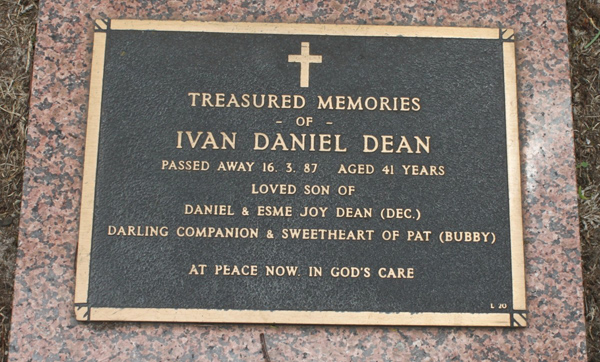 TREASURED MEMORIES
- OF -
IVAN DANIEL DEAN
PASSED AWAY 16. 3. 87 AGED 41 YEARS
LOVED SON OF
DANIEL & ESME JOY DEAN (DEC.)
DARLING COMPANION & SWEETHEART OF PAT (BUBBY)
AT PEACE NOW. IN GOD'S CARE
L 20